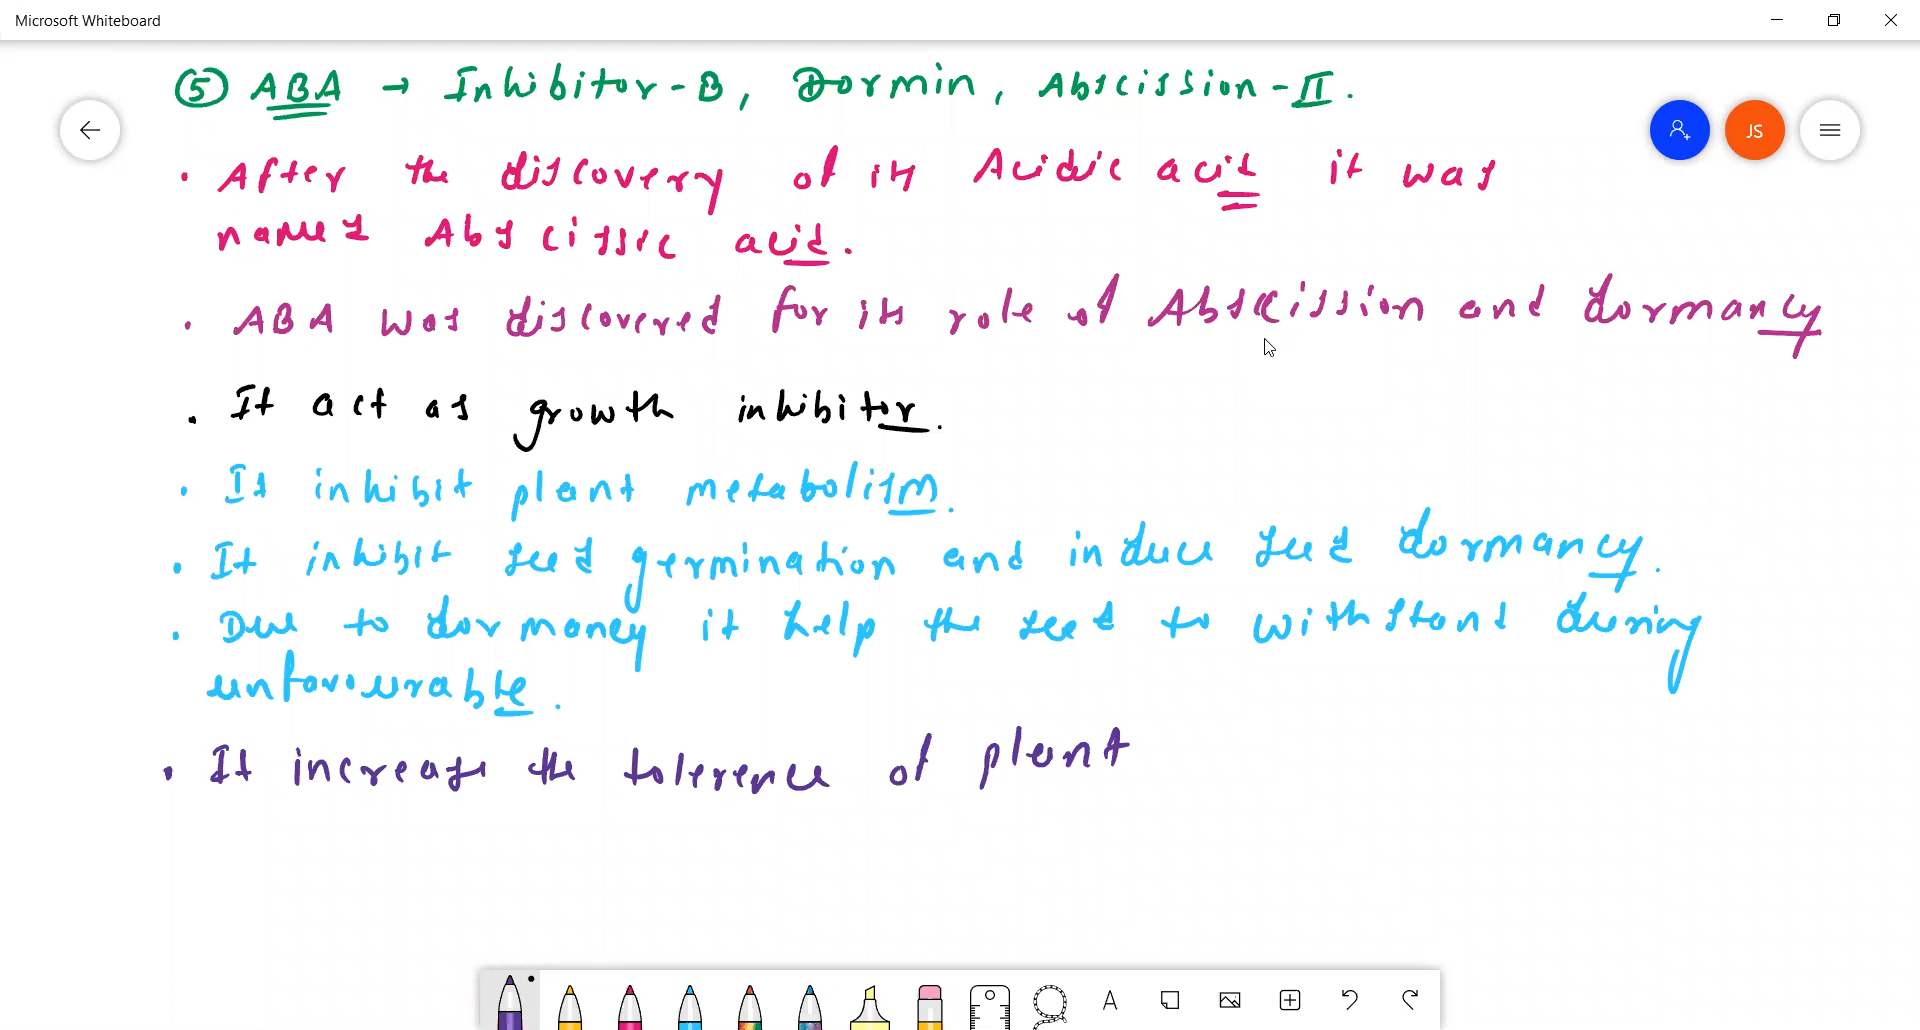 Microsoft Whiteboard
⑤ ABA → Inhibitor-B, Dormin, Abscission-II.
JS
• After the discovery of its Acidic acid it was
named Abscissic acid.
• ABA was discovered for its role of Abscission and dormancy
• It act as growth inhibitor.
• It inhibit plant metabolism.
• It inhibit seed germination and induce seed dormancy.
• Due to dormancy it help the seed to withstand during
unfavourable.
• It increase the tolerence of plant